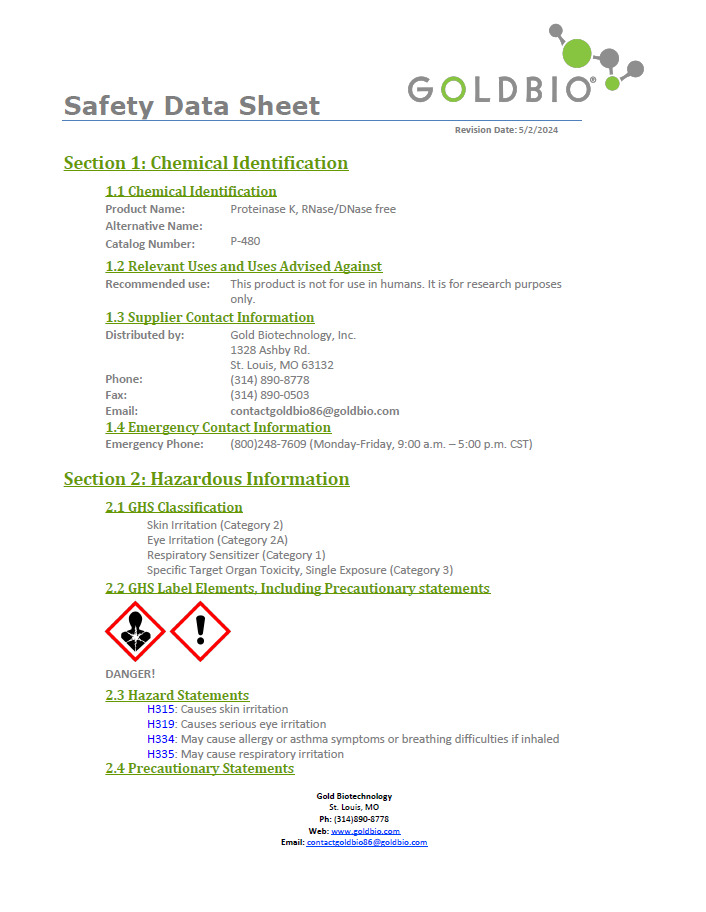 GOLDBIO®
Safety Data Sheet
Revision Date: 5/2/2024
Section 1: Chemical Identification
1.1 Chemical Identification
Product Name: Proteinase K, RNase/DNase free
Alternative Name:
Catalog Number: P-480
1.2 Relevant Uses and Uses Advised Against
Recommended use: This product is not for use in humans. It is for research purposes
only.
1.3 Supplier Contact Information
Distributed by: Gold Biotechnology, Inc.
1328 Ashby Rd.
St. Louis, MO 63132
Phone: (314) 890-8778
Fax: (314) 890-0503
Email: contactgoldbio86@goldbio.com
1.4 Emergency Contact Information
Emergency Phone: (800)248-7609 (Monday-Friday, 9:00 a.m. – 5:00 p.m. CST)
Section 2: Hazardous Information
2.1 GHS Classification
Skin Irritation (Category 2)
Eye Irritation (Category 2A)
Respiratory Sensitizer (Category 1)
Specific Target Organ Toxicity, Single Exposure (Category 3)
2.2 GHS Label Elements, Including Precautionary statements
DANGER!
2.3 Hazard Statements
H315: Causes skin irritation
H319: Causes serious eye irritation
H334: May cause allergy or asthma symptoms or breathing difficulties if inhaled
H335: May cause respiratory irritation
2.4 Precautionary Statements
Gold Biotechnology
St. Louis, MO
Ph: (314)890-8778
Web: www.goldbio.com
Email: contactgoldbio86@goldbio.com